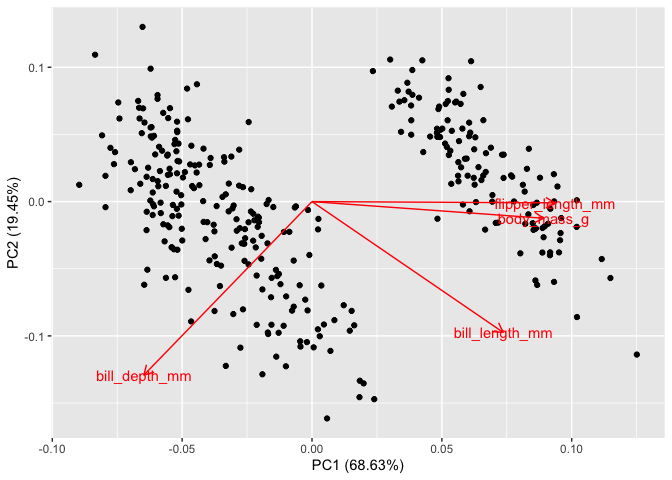 0.1
flipper_length_mm
0.0
body_mass_g
PC2 (19.45%)
bill_length_mm
-0.1
bill_depth_mm
-0.10 -0.05 0.00 0.05 0.10
PC1 (68.63%)